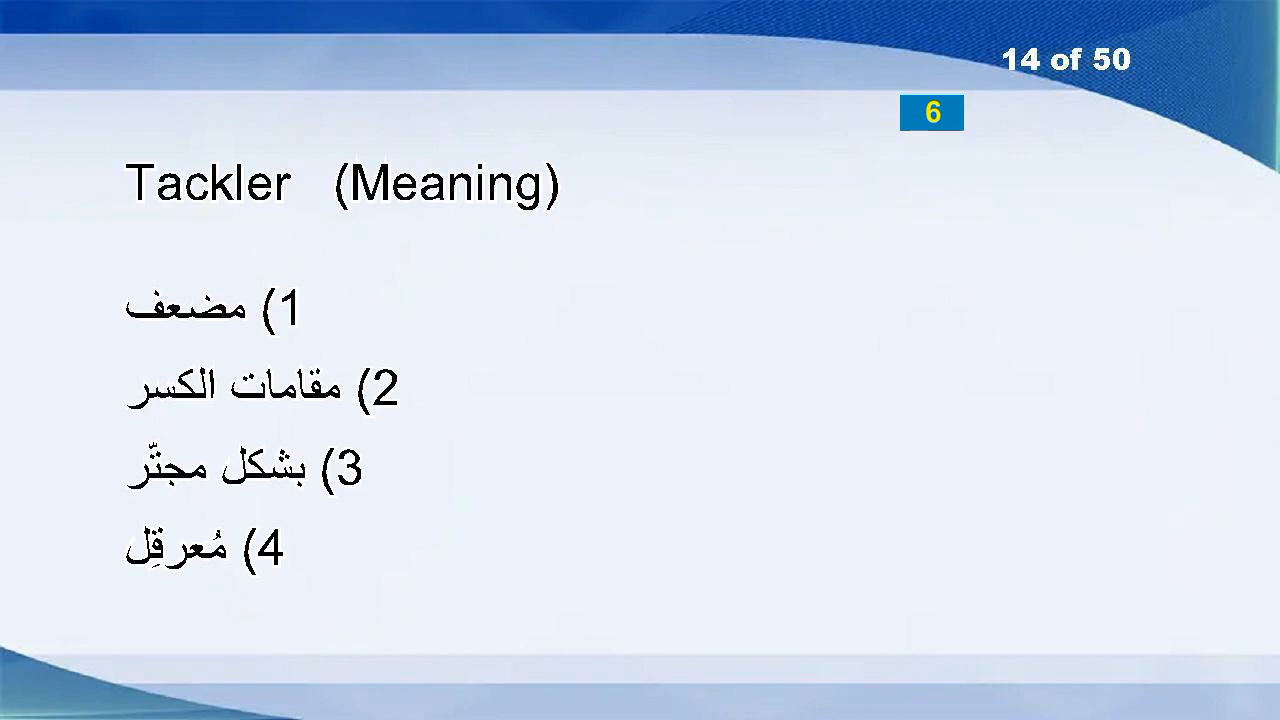 14 of 50
6
Tackler (Meaning)
1) مضعف
2) مقامات الكسر
3) بشكل مجتّر
4) مُعرقِل